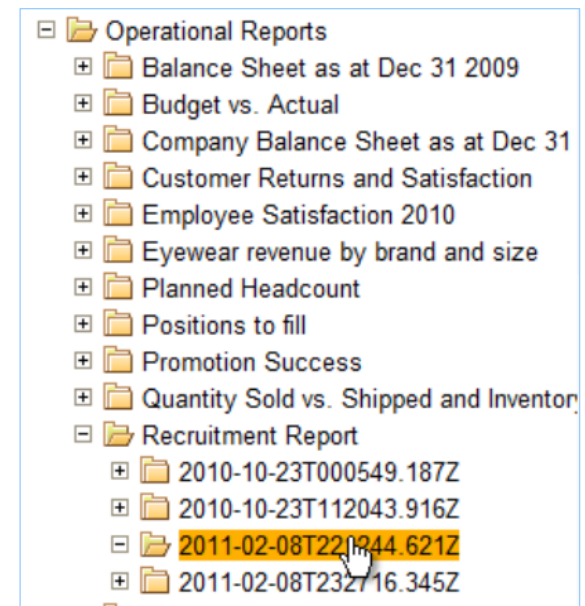 Operational Reports
Balance Sheet as at Dec 31 2009
Budget vs. Actual
Company Balance Sheet as at Dec 31
Customer Returns and Satisfaction
Employee Satisfaction 2010
Eyewear revenue by brand and size
Planned Headcount
Positions to fill
Promotion Success
Quantity Sold vs. Shipped and
Recruitment Report
2010-10-23T000549.187Z
2010-10-23T112043.916Z
2011-02-08T232716.345Z